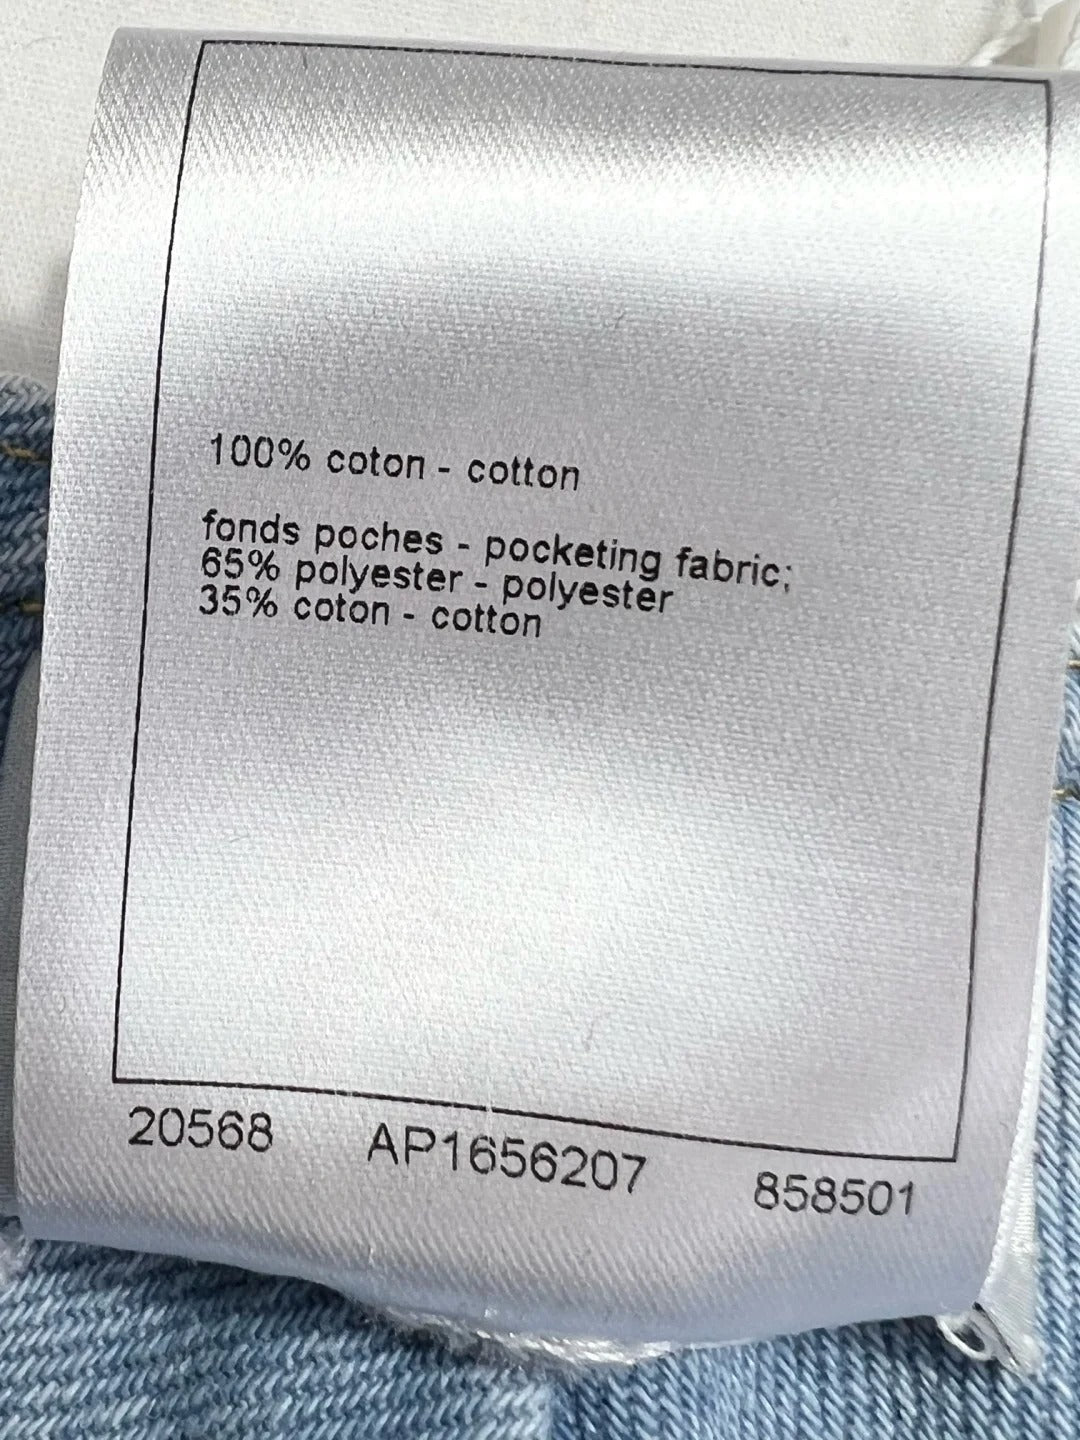 100% coton - cotton
fonds poches - pocketing fabric;
65% polyester - polyester
35% coton - cotton
20568 AP1656207 858501